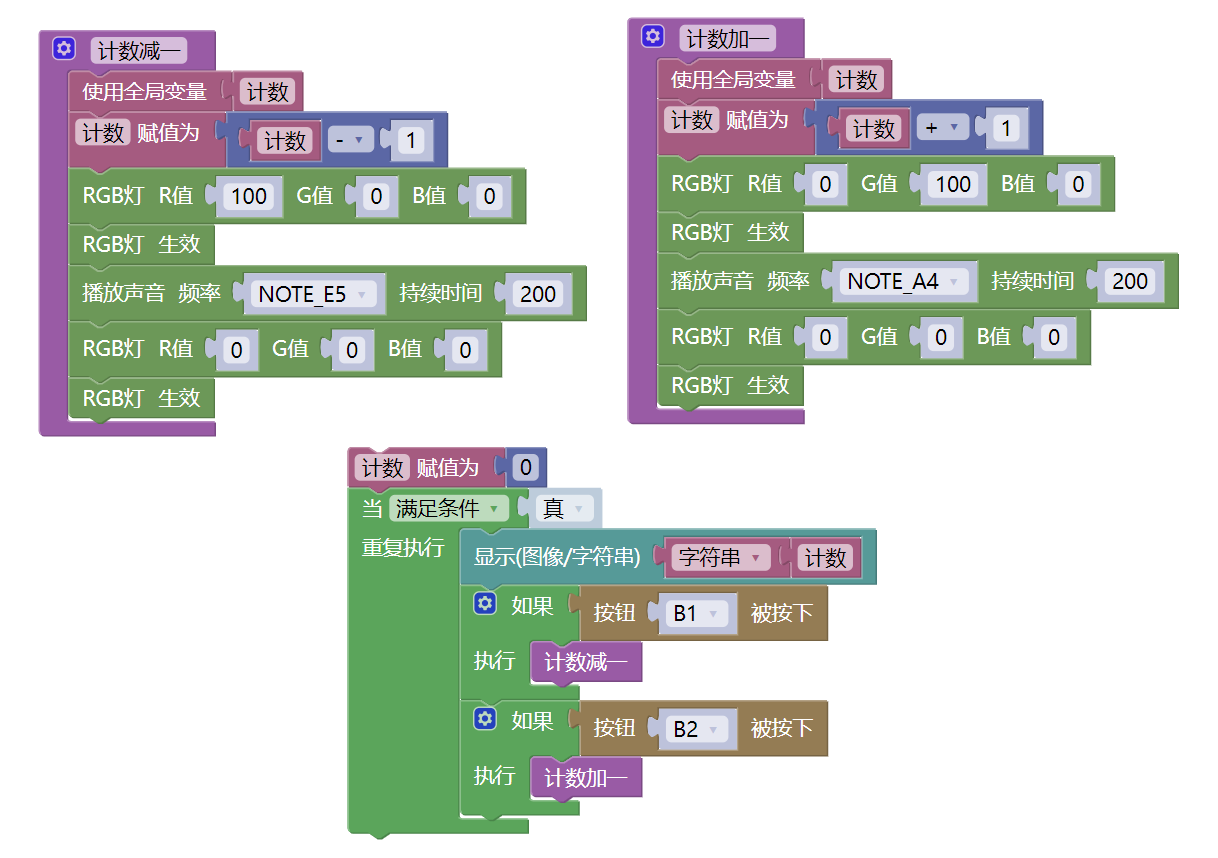 计数减一
使用全局变量 计数
计数 赋值为 计数 - 1
RGB灯 R值 100 G值 0 B值 0
RGB灯 生效
播放声音 频率 NOTE_E5 持续时间 200
RGB灯 R值 0 G值 0 B值 0
RGB灯 生效
计数加一
使用全局变量 计数
计数 赋值为 计数 + 1
RGB灯 R值 0 G值 100 B值 0
RGB灯 生效
播放声音 频率 NOTE_A4 持续时间 200
RGB灯 R值 0 G值 0 B值 0
RGB灯 生效
计数 赋值为 0
当 满足条件 真
重复执行
显示(图像/字符串) 字符串 计数
如果 按钮 B1 被按下
执行 计数减一
如果 按钮 B2 被按下
执行 计数加一